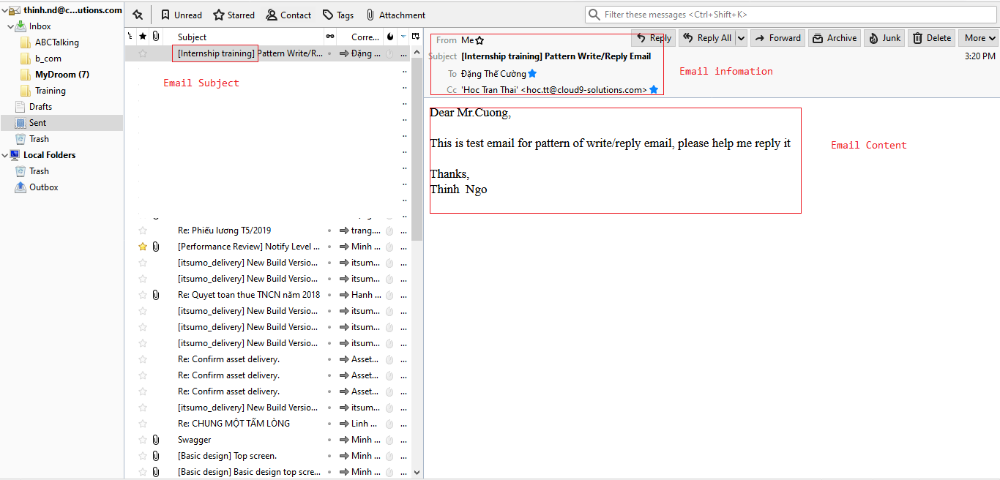 thinh.nd@c...utions.com
Inbox
ABCTalking
b_com
MyDroom (7)
Training
Drafts
Sent
Trash
Local Folders
Trash
Outbox
Unread Starred Contact Tags Attachment
Filter these messages <Ctrl+Shift+K>
Subject Corre...
[Internship training] Pattern Write/R... Đặng ... ...
Email Subject
Re: Phiếu lương T5/2019 trang.... ...
[Performance Review] Notify Level ... Minh ... ...
[itsumo_delivery] New Build Versio... itsum... ...
[itsumo_delivery] New Build Versio... itsum... ...
Re: Quyet toan thue TNCN năm 2018 Hanh ... ...
[itsumo_delivery] New Build Versio... itsum... ...
[itsumo_delivery] New Build Versio... itsum... ...
[itsumo_delivery] New Build Versio... itsum... ...
Re: Confirm asset delivery. Asset... ...
Re: Confirm asset delivery. Asset... ...
Re: Confirm asset delivery. Asset... ...
[itsumo_delivery] New Build Versio... itsum... ...
Re: CHUNG MỘT TẤM LÒNG Linh ... ...
Swagger Minh ... ...
[Basic design] Top screen. Minh ... ...
[Basic design] Basic design top scre... Minh ... ...
From Me
Reply Reply All Forward Archive Junk Delete More
Subject [Internship training] Pattern Write/Reply Email
3:20 PM
To Đặng Thế Cường
Email infomation
Cc 'Hoc Tran Thai' <hoc.tt@cloud9-solutions.com>
Dear Mr.Cuong,
This is test email for pattern of write/reply email, please help me reply it
Email Content
Thanks,
Thinh Ngo